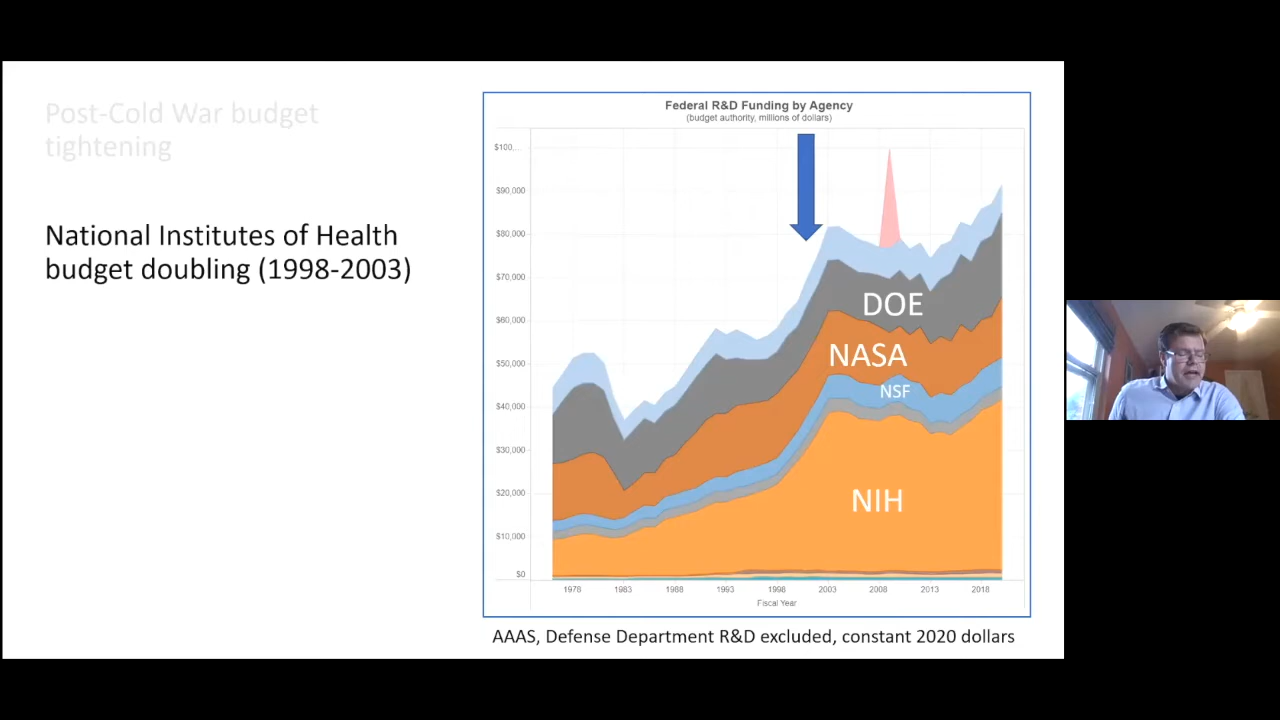 Post-Cold War budget
tightening
National Institutes of Health
budget doubling (1998-2003)
Federal R&D Funding by Agency
(budget authority, millions of dollars)
$100,...
$90,000
$80,000
$70,000
$60,000
$50,000
$40,000
$30,000
$20,000
$10,000
$0
DOE
NASA
NSF
NIH
1978 1983 1988 1993 1998 2003 2008 2013 2018
Fiscal Year
AAAS, Defense Department R&D excluded, constant 2020 dollars